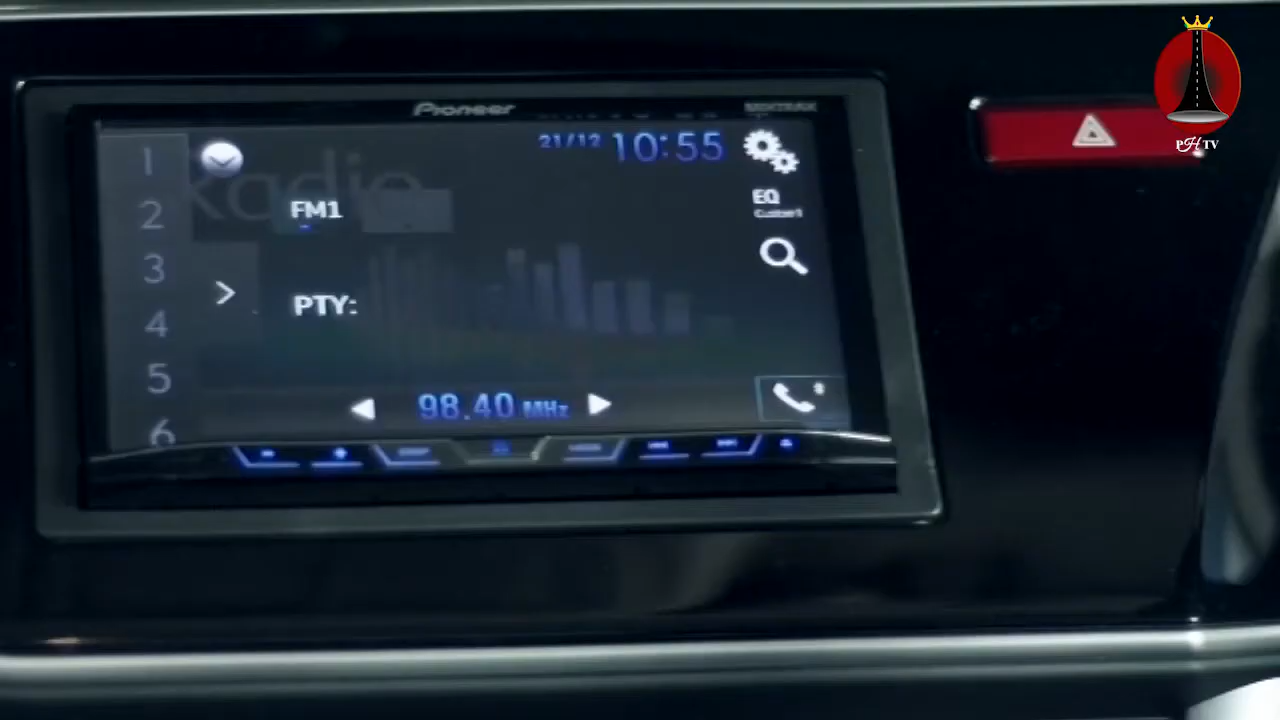 Pioneer
MIXTRAX
21/12 10:55
1
Radio
EQ
Custom1
2
FM1
3
PTY:
4
5
98.40 MHz
6
PH TV